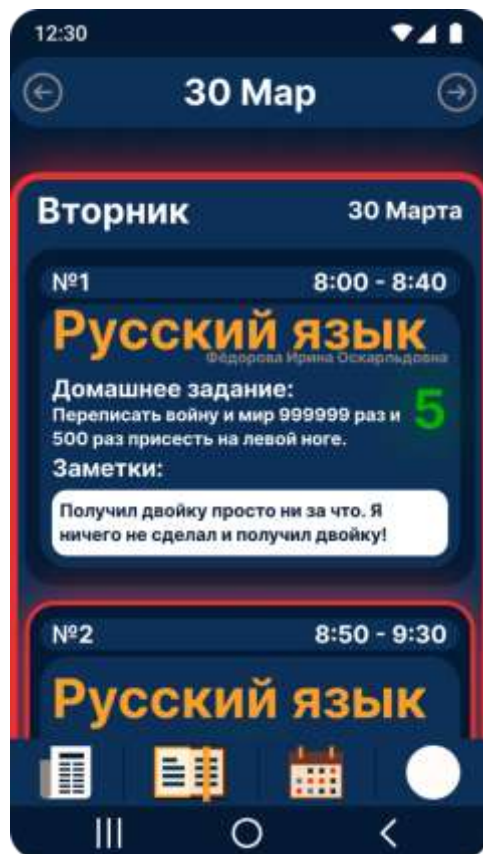 12:30
30 Мар
Вторник 30 Марта
№1 8:00 - 8:40
Русский язык
Фёдорова Ирина Оскарльдовна
Домашнее задание:
Переписать войну и мир 999999 раз и
500 раз присесть на левой ноге.
5
Заметки:
Получил двойку просто ни за что. Я
ничего не сделал и получил двойку!
№2 8:50 - 9:30
Русский язык